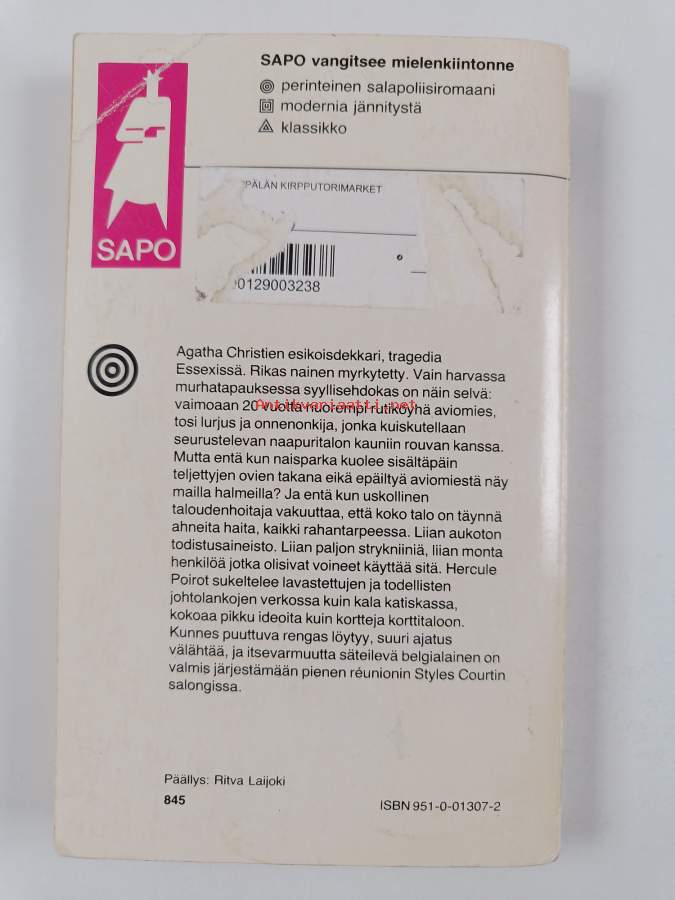 SAPO vangitsee mielenkiintonne
perinteinen salapoliisiromaani
modernia jännitystä
klassikko
SAPO
PÄLÄN KIRPPUTORIMARKET
0129003238
Agatha Christien esikoisdekkari, tragedia
Essexissä. Rikas nainen myrkytetty. Vain harvassa
murhatapauksessa syyllisehdokas on näin selvä:
vaimoaan 20 vuotta nuorempi rutiköyhä aviomies,
Antikvariaatti.net
tosi lurjus ja onnenonkija, jonka kuiskutellaan
seurustelevan naapuritalon kauniin rouvan kanssa.
Mutta entä kun naisparka kuolee sisältäpäin
teljettyjen ovien takana eikä epäiltyä aviomiestä näy
mailla halmeilla? Ja entä kun uskollinen
taloudenhoitaja vakuuttaa, että koko talo on täynnä
ahneita haita, kaikki rahantarpeessa. Liian aukoton
todistusaineisto. Liian paljon strykniiniä, liian monta
henkilöä jotka olisivat voineet käyttää sitä. Hercule
Poirot sukeltelee lavastettujen ja todellisten
johtolankojen verkossa kuin kala katiskassa,
kokoaa pikku ideoita kuin kortteja korttitaloon.
Kunnes puuttuva rengas löytyy, suuri ajatus
välähtää, ja itsevarmuutta säteilevä belgialainen on
valmis järjestämään pienen réunionin Styles Courtin
salongissa.
Päällys: Ritva Laijoki
845
ISBN 951-0-01307-2